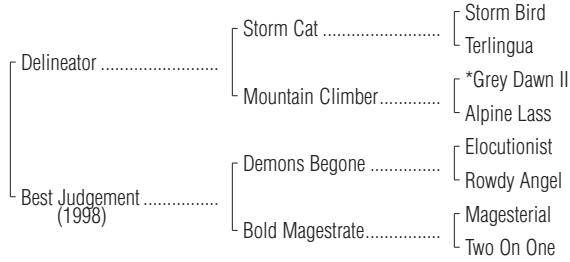 Storm Bird
Storm Cat ........................
Terlingua
Delineator ........................
*Grey Dawn II
Mountain Climber.............
Alpine Lass
Elocutionist
Demons Begone ..............
Rowdy Angel
Best Judgement ...............
(1998)
Magesterial
Bold Magestrate...............
Two On One